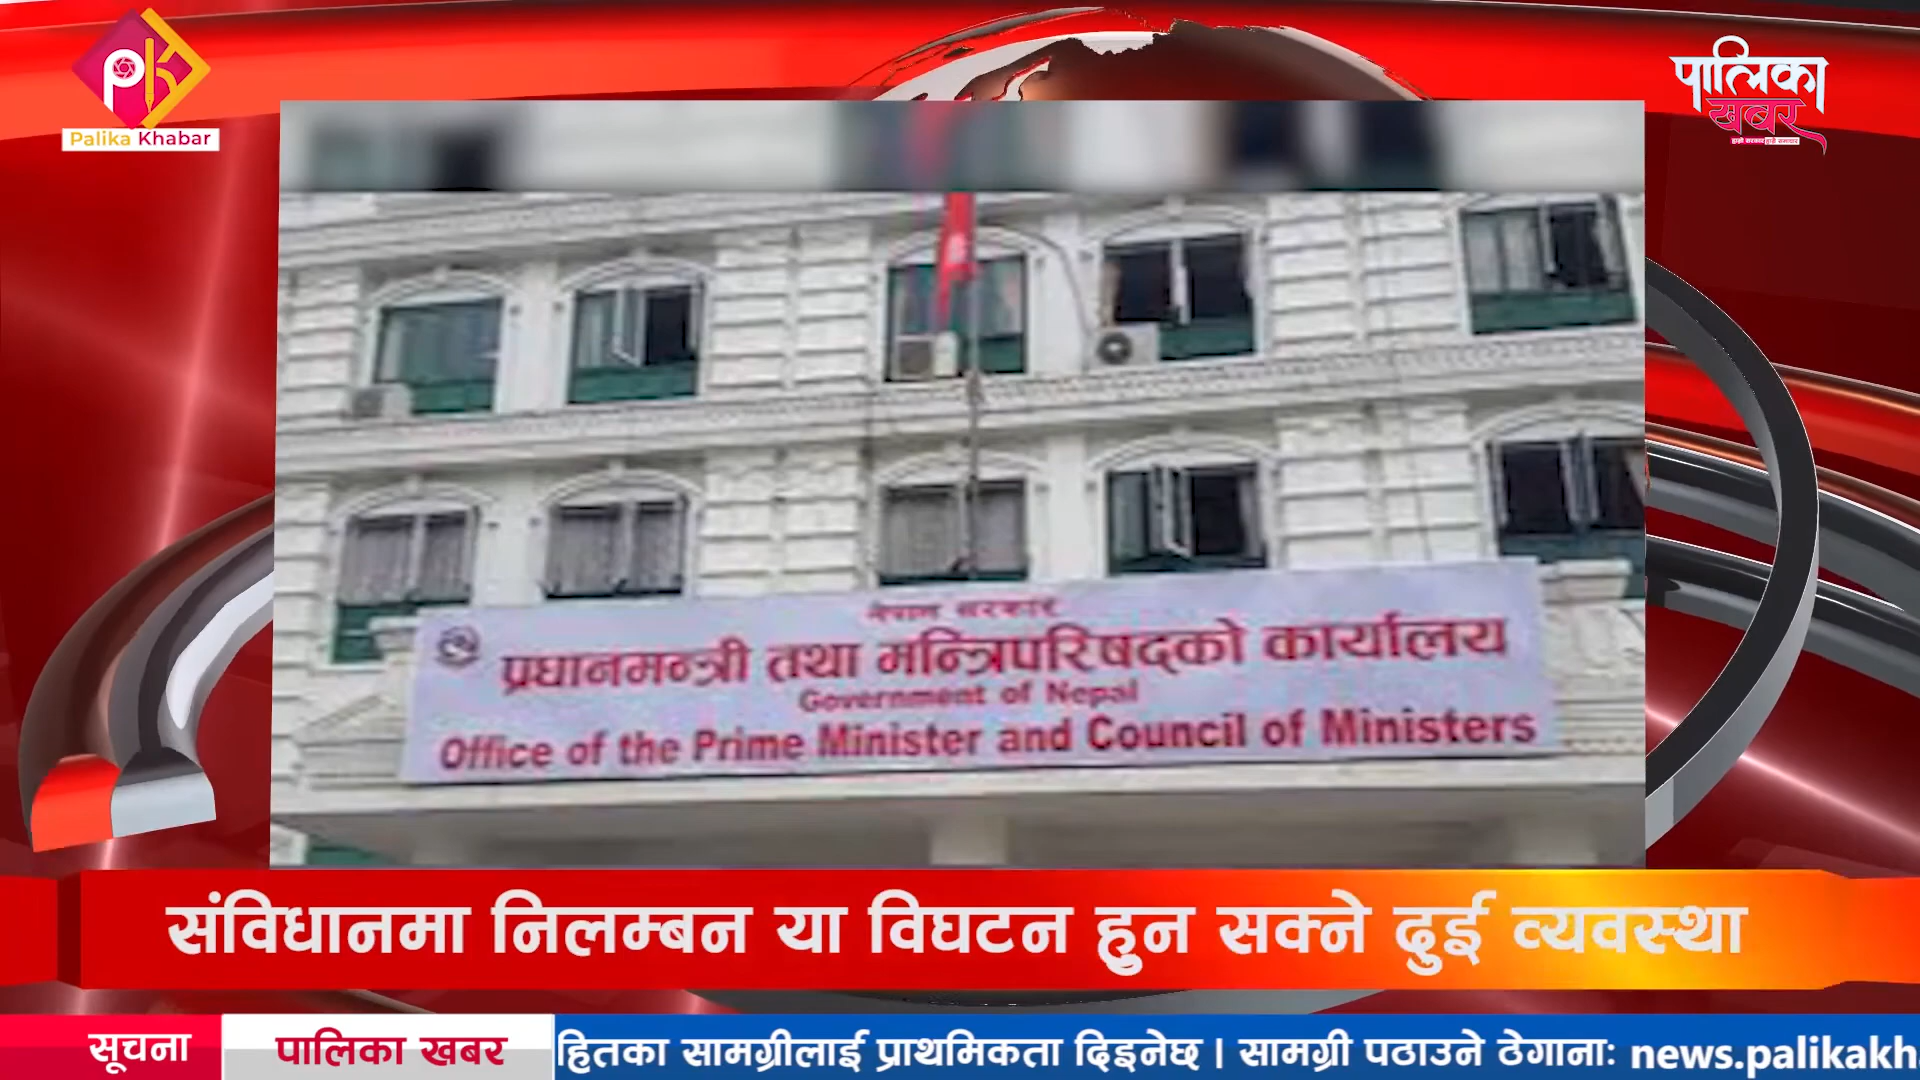 Palika Khabar
पालिका
खबर
नेपाल सरकार
प्रधानमन्त्री तथा मन्त्रिपरिषदको कार्यालय
Government of Nepal
Office of the Prime Minister and Council of Ministers
संविधानमा निलम्बन या विघटन हुन सक्ने दुई व्यवस्था
सूचना पालिका खबर हितका सामग्रीलाई प्राथमिकता दिइनेछ । सामग्री पठाउने ठेगानाः news.palikakh